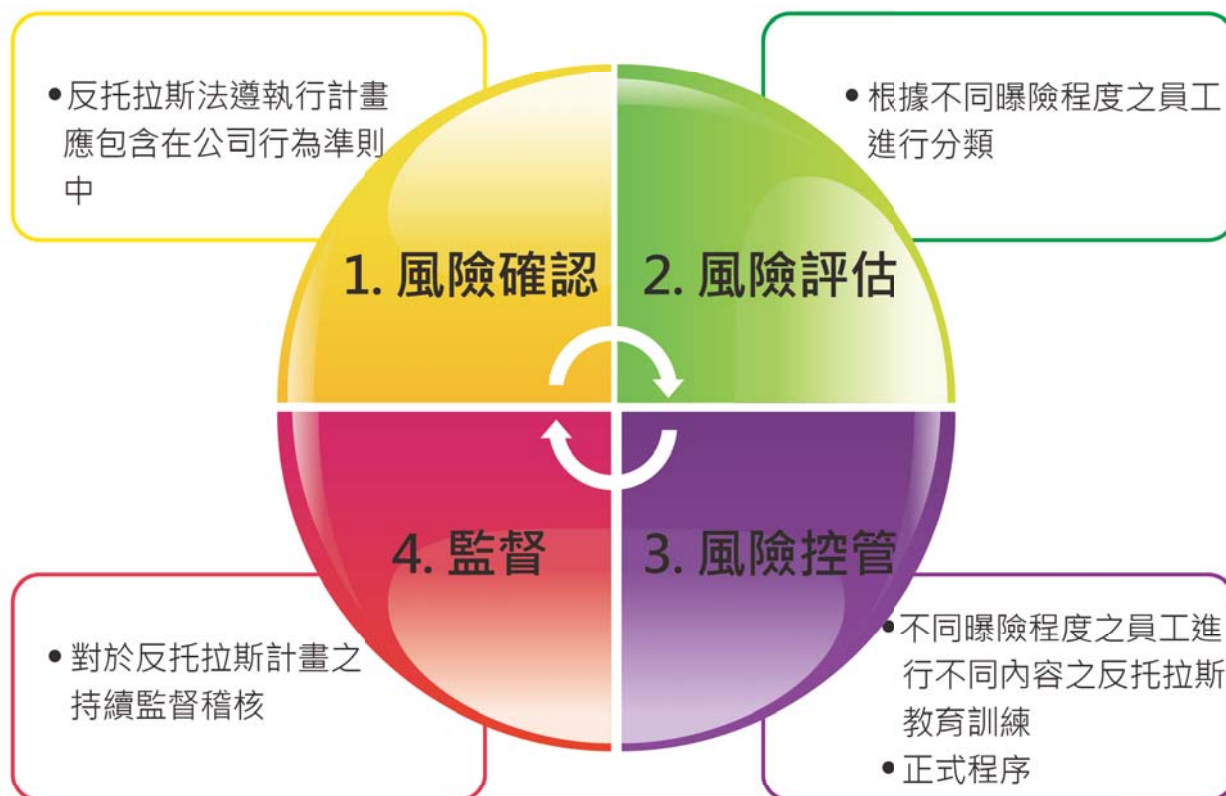 •反托拉斯法遵執行計畫
應包含在公司行為準則
中
•根據不同曝險程度之員工
進行分類
1. 風險確認
2. 風險評估
4. 監督
3. 風險控管
•對於反托拉斯計畫之
持續監督稽核
•不同曝險程度之員工進
行不同內容之反托拉斯
教育訓練
•正式程序